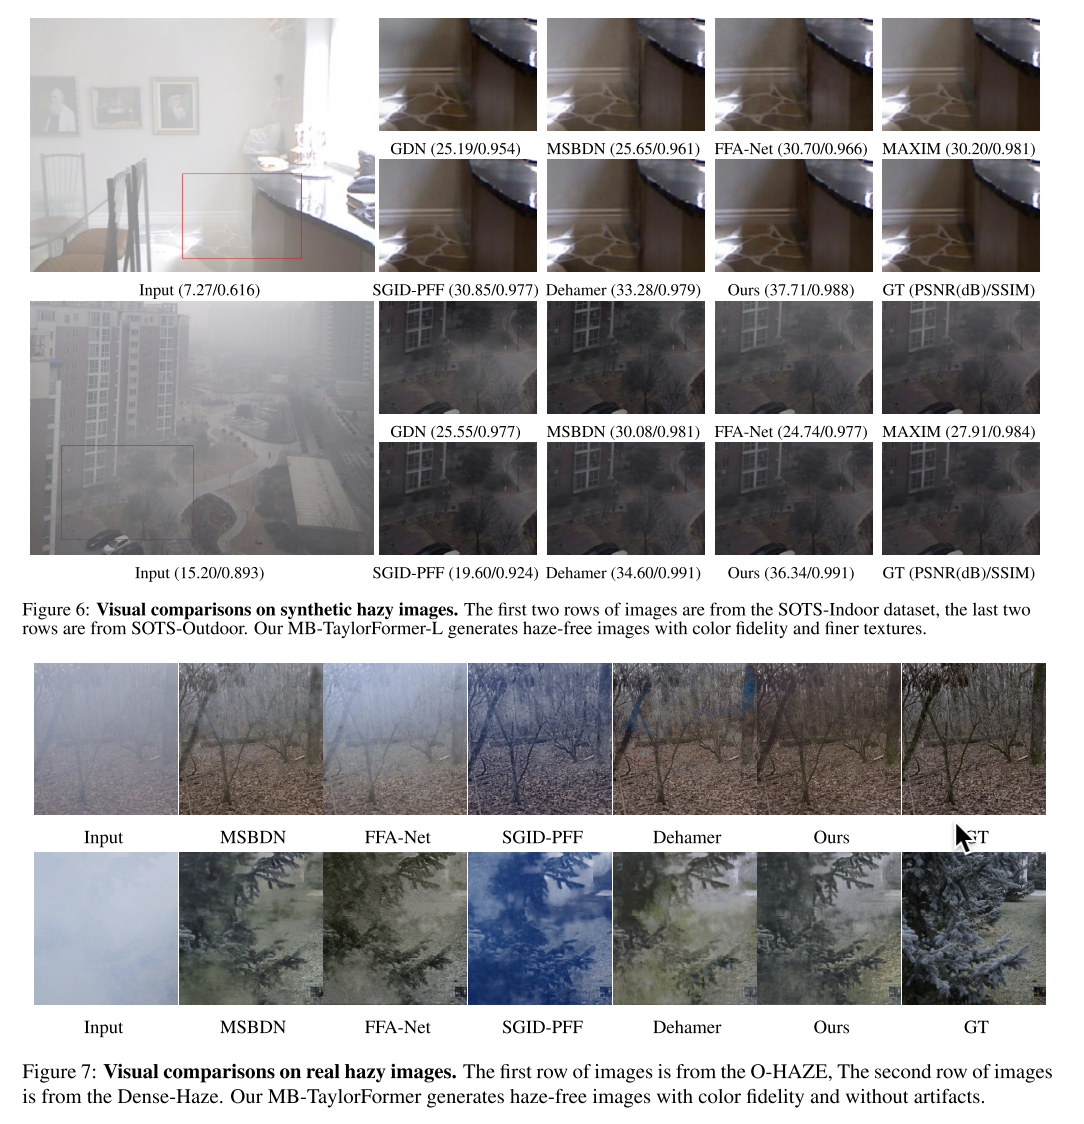 GDN (25.19/0.954) MSBDN (25.65/0.961) FFA-Net (30.70/0.966) MAXIM (30.20/0.981)
Input (7.27/0.616) SGID-PFF (30.85/0.977) Dehamer (33.28/0.979) Ours (37.71/0.988) GT (PSNR(dB)/SSIM)
GDN (25.55/0.977) MSBDN (30.08/0.981) FFA-Net (24.74/0.977) MAXIM (27.91/0.984)
Input (15.20/0.893) SGID-PFF (19.60/0.924) Dehamer (34.60/0.991) Ours (36.34/0.991) GT (PSNR(dB)/SSIM)
Figure 6: Visual comparisons on synthetic hazy images. The first two rows of images are from the SOTS-Indoor dataset, the last two
rows are from SOTS-Outdoor. Our MB-TaylorFormer-L generates haze-free images with color fidelity and finer textures.
Input MSBDN FFA-Net SGID-PFF Dehamer Ours GT
Input MSBDN FFA-Net SGID-PFF Dehamer Ours GT
Figure 7: Visual comparisons on real hazy images. The first row of images is from the O-HAZE, The second row of images
is from the Dense-Haze. Our MB-TaylorFormer generates haze-free images with color fidelity and without artifacts.